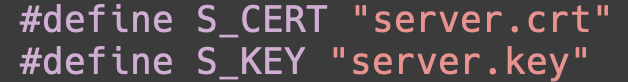 #define S_CERT "server.crt"
#define S_KEY "server.key"